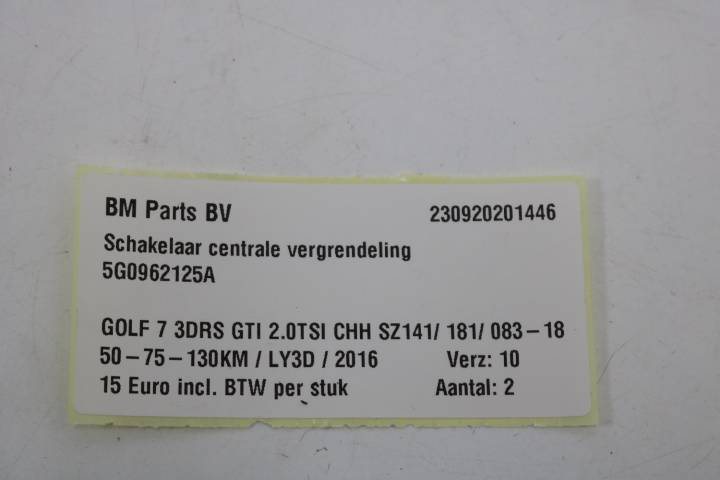 BM Parts BV 230920201446
Schakelaar centrale vergrendeling
5G0962125A
GOLF 7 3DRS GTI 2.0TSI CHH SZ141/ 181/ 083-18
50-75-130KM / LY3D / 2016 Verz: 10
15 Euro incl. BTW per stuk Aantal: 2